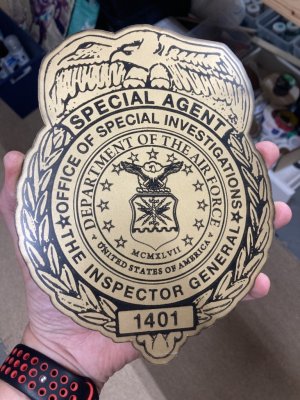 SPECIAL AGENT
OFFICE OF SPECIAL INVESTIGATIONS
THE INSPECTOR GENERAL
DEPARTMENT OF THE AIR FORCE
MCMXLVII
UNITED STATES OF AMERICA
1401